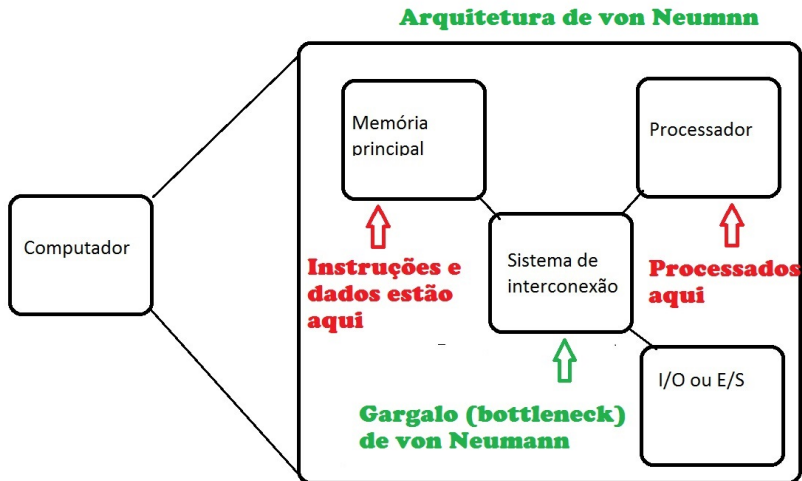 Arquitetura de von Neumnn
Memória
principal
Processador
Computador
Instruções e
dados estão
aqui
Sistema de
interconexão
Processados
aqui
I/O ou E/S
Gargalo (bottleneck)
de von Neumann